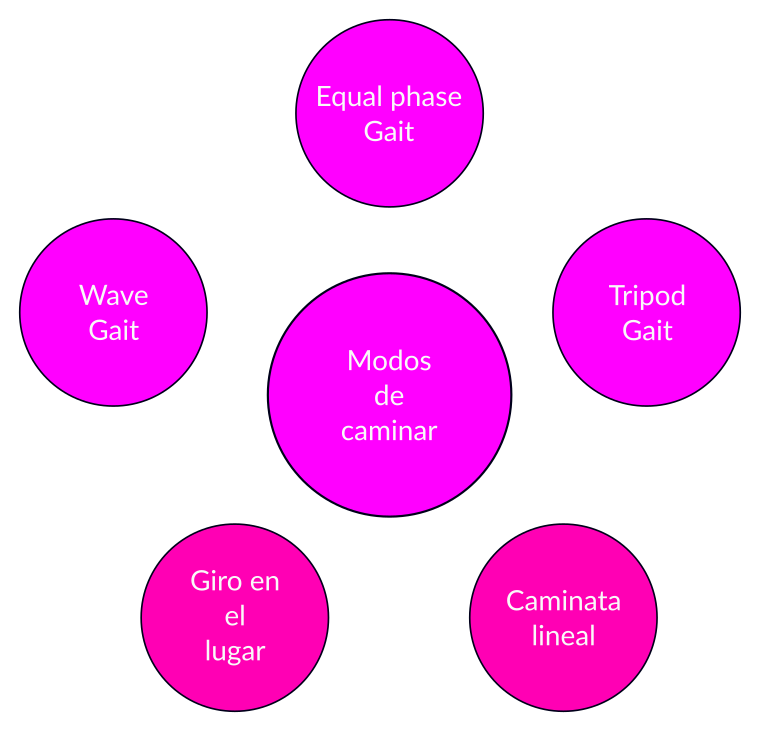 Equal phase
Gait
Wave
Gait
Tripod
Gait
Modos
de
caminar
Giro en
el
lugar
Caminata
lineal